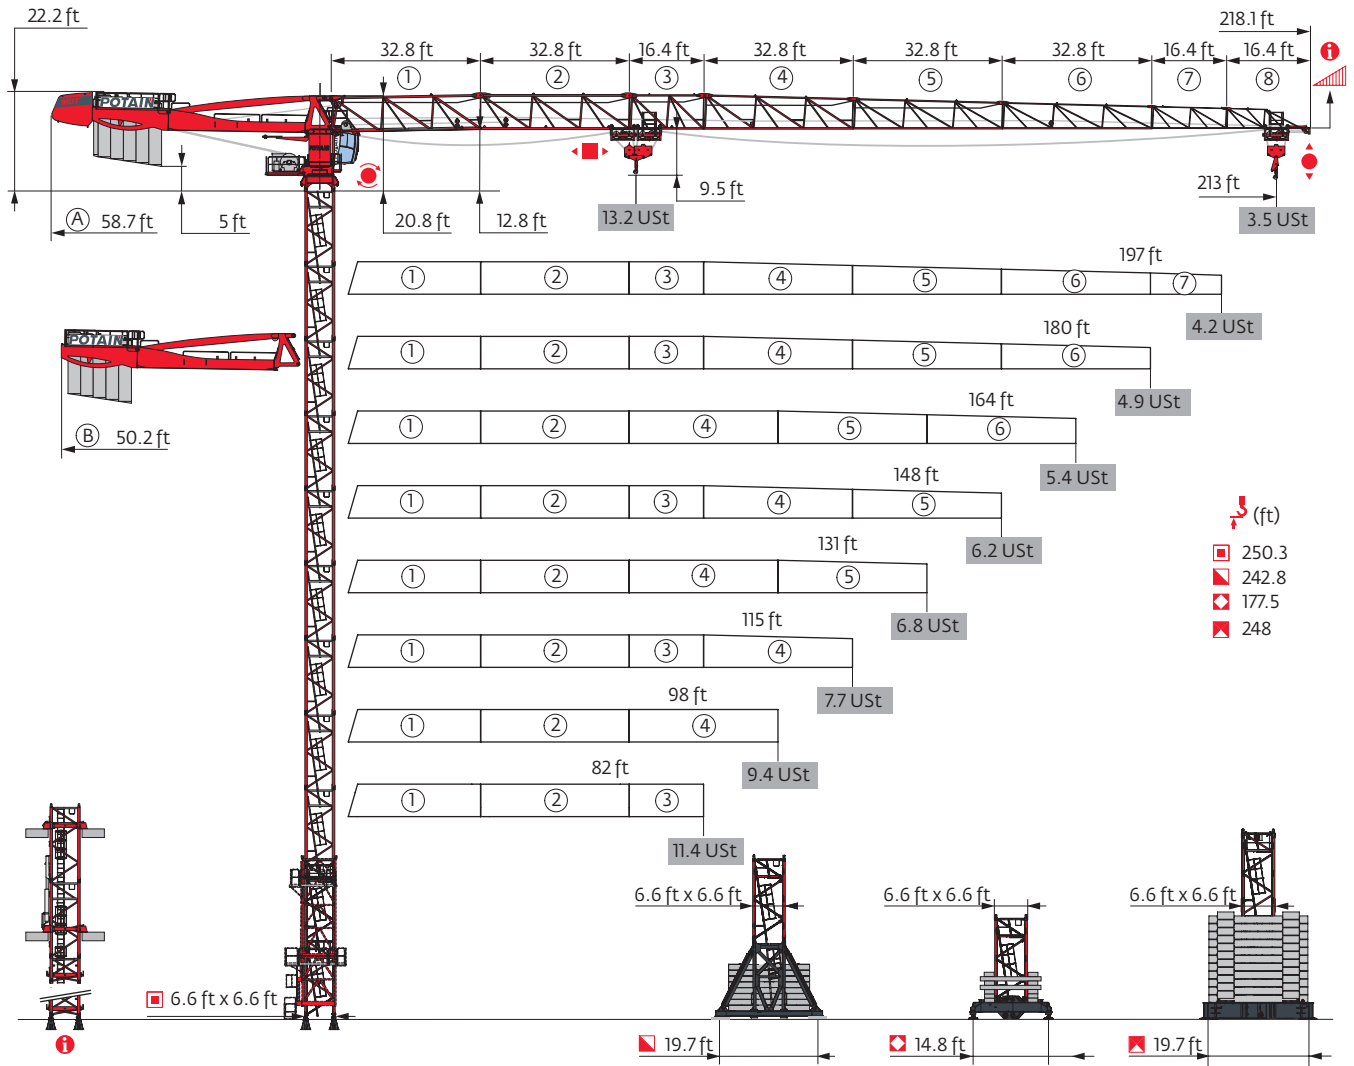 22.2 ft
218.1 ft
32.8 ft 32.8 ft 16.4 ft 32.8 ft 32.8 ft 32.8 ft 16.4 ft 16.4 ft
1 2 3 4 5 6 7 8
i
POTAIN
9.5 ft
213 ft
A 58.7 ft
5 ft
20.8 ft
12.8 ft
13.2 USt
3.5 USt
197 ft
1 2 3 4 5 6 7
4.2 USt
POTAIN
180 ft
1 2 3 4 5 6
4.9 USt
B 50.2 ft
164 ft
1 2 4 5 6
5.4 USt
148 ft
1 2 3 4 5
6.2 USt
(ft)
250.3
242.8
177.5
248
131 ft
1 2 4 5
6.8 USt
115 ft
1 2 3 4
7.7 USt
98 ft
1 2 4
9.4 USt
82 ft
1 2 3
11.4 USt
6.6 ft x 6.6 ft
6.6 ft x 6.6 ft
6.6 ft x 6.6 ft
6.6 ft x 6.6 ft
i
19.7 ft
14.8 ft
19.7 ft